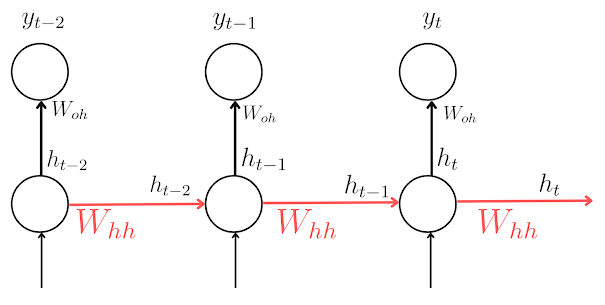 y_{t-2} y_{t-1} y_t
W_{oh} W_{oh} W_{oh}
h_{t-2} h_{t-1} h_t
h_{t-2} h_{t-1} h_t
W_{hh} W_{hh} W_{hh}